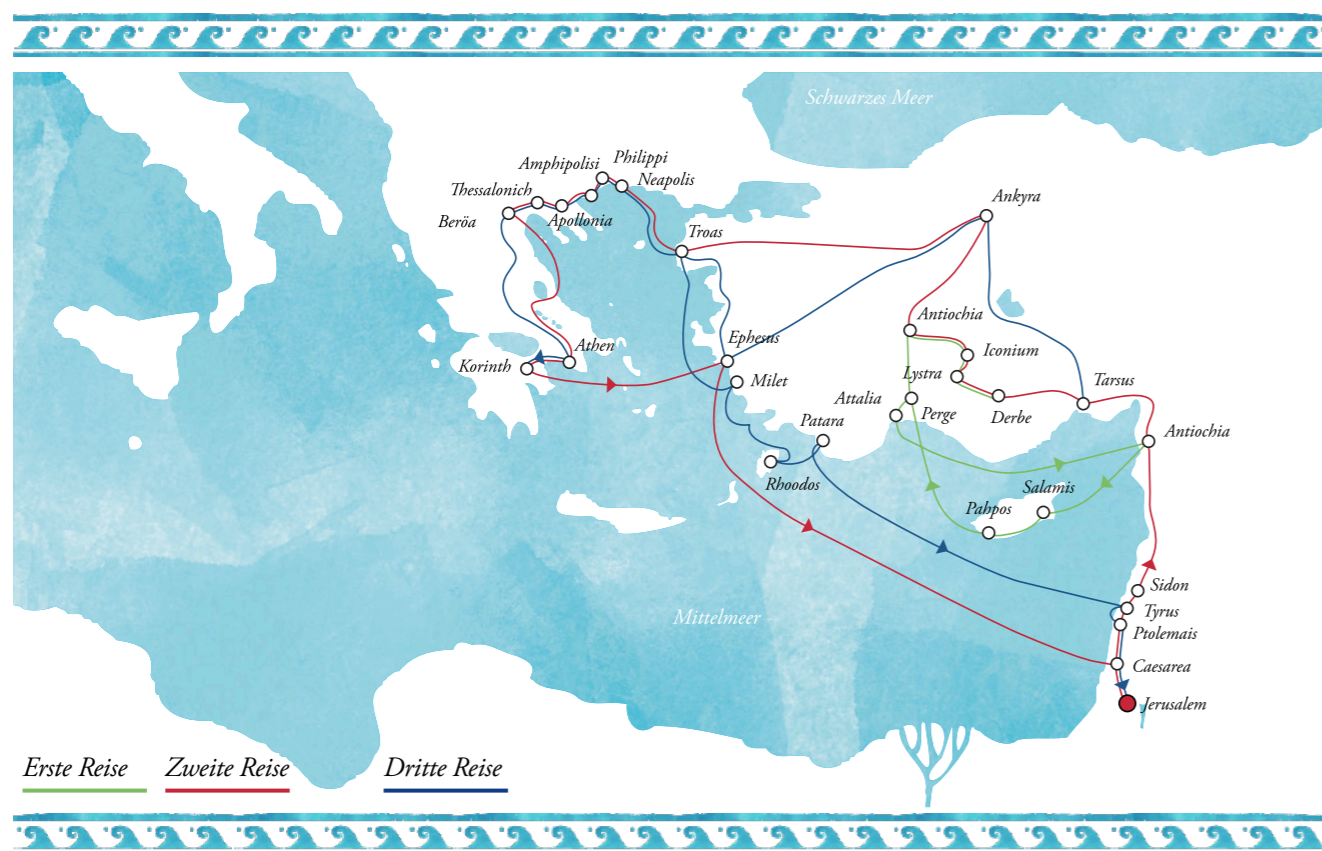 Schwarzes Meer
Amphipolisi
Philippi
Neapolis
Thessalonich
Apollonia
Beröa
Ankyra
Troas
Antiochia
Ephesus
Iconium
Athen
Korinth
Lystra
Milet
Tarsus
Attalia
Perge
Derbe
Patara
Antiochia
Rhoodos
Salamis
Pahpos
Sidon
Tyrus
Mittelmeer
Ptolemais
Caesarea
Jerusalem
Erste Reise
Zweite Reise
Dritte Reise